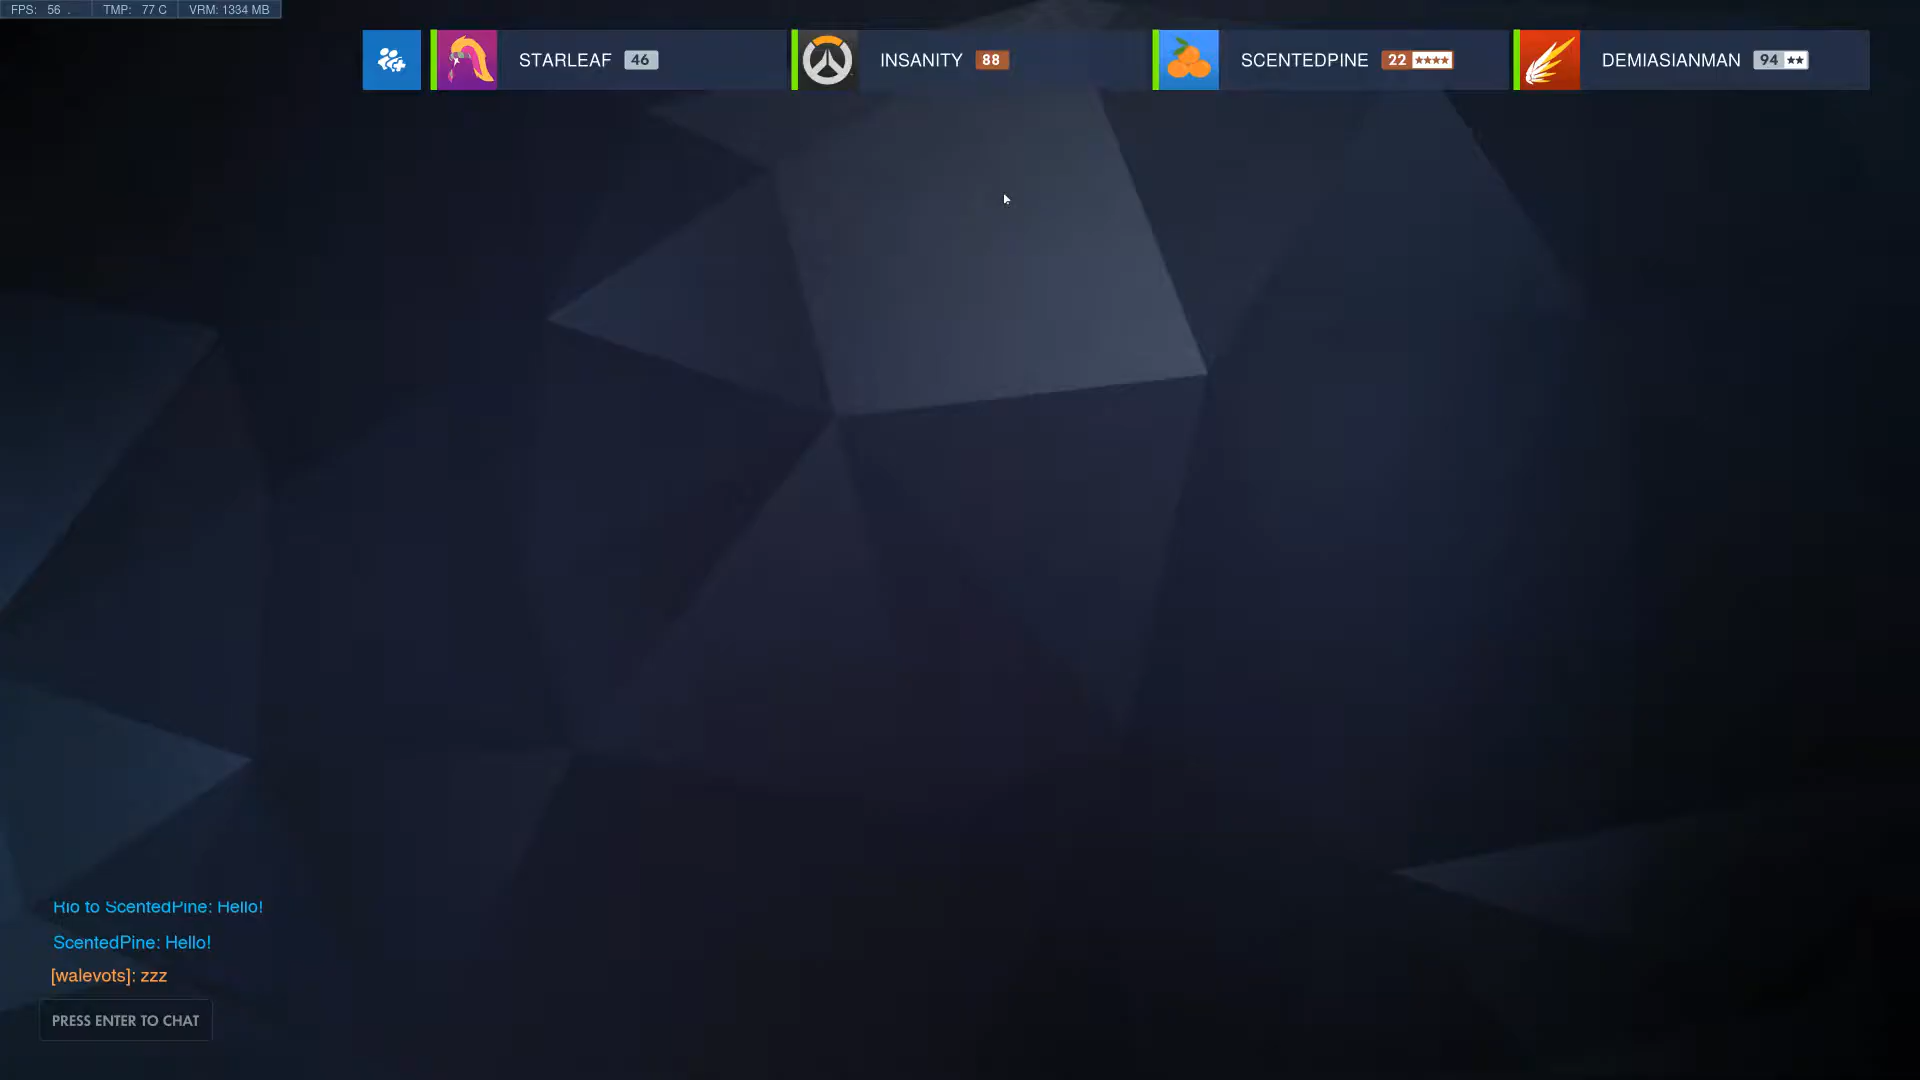 FPS: 56 . TMP: 77 C VRM: 1334 MB
STARLEAF 46 INSANITY 88 SCENTEDPINE 22 ★★★★ DEMIASIANMAN 94 ★★
Rio to ScentedPine: Hello!
ScentedPine: Hello!
[walevots]: zzz
PRESS ENTER TO CHAT